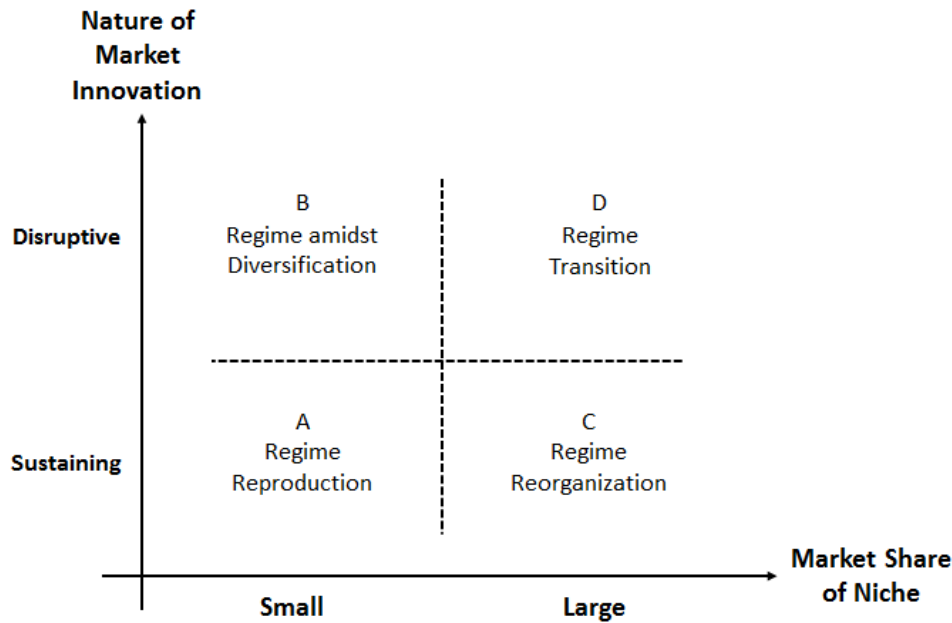 Nature of
Market
Innovation
Disruptive
B
Regime amidst
Diversification
D
Regime
Transition
Sustaining
A
Regime
Reproduction
C
Regime
Reorganization
Small
Large
Market Share
of Niche